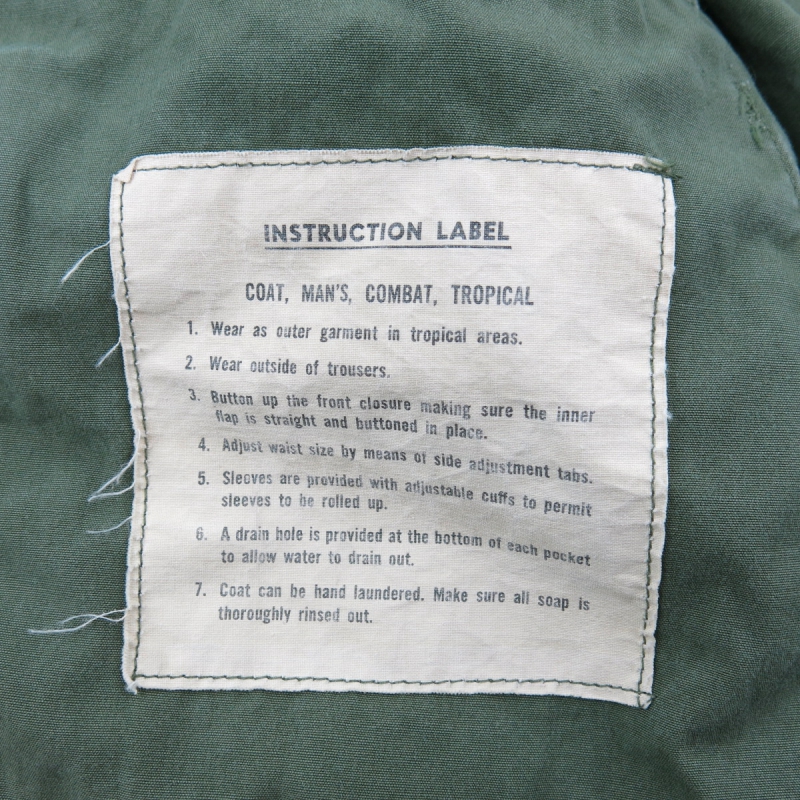 INSTRUCTION LABEL
COAT, MAN'S, COMBAT, TROPICAL
1. Wear as outer garment in tropical areas.
2. Wear outside of trousers.
3. Button up the front closure making sure the inner
flap is straight and buttoned in place.
4. Adjust waist size by means of side adjustment tabs.
5. Sleeves are provided with adjustable cuffs to permit
sleeves to be rolled up.
6. A drain hole is provided at the bottom of each pocket
to allow water to drain out.
7. Coat can be hand laundered. Make sure all soap is
thoroughly rinsed out.